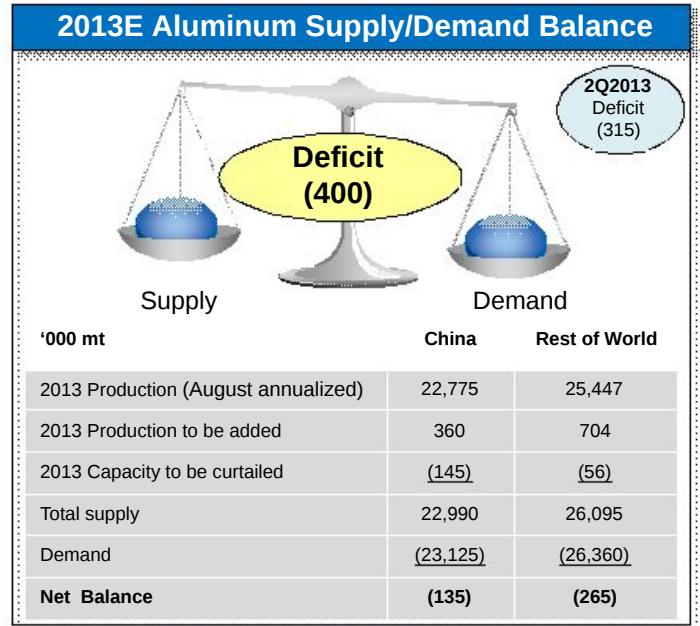 2013E Aluminum Supply/Demand Balance
2Q2013
Deficit
(315)
Deficit
(400)
Supply Demand
‘000 mt China Rest of World
2013 Production (August annualized) 22,775 25,447
2013 Production to be added 360 704
2013 Capacity to be curtailed (145) (56)
Total supply 22,990 26,095
Demand (23,125) (26,360)
Net Balance (135) (265)